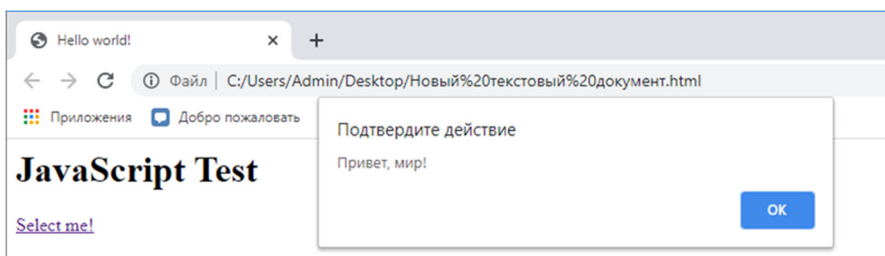 Hello world!
Файл | C:/Users/Admin/Desktop/Новый%20текстовый%20документ.html
Приложения Добро пожаловать
Подтвердите действие
Привет, мир!
OK
JavaScript Test
Select me!